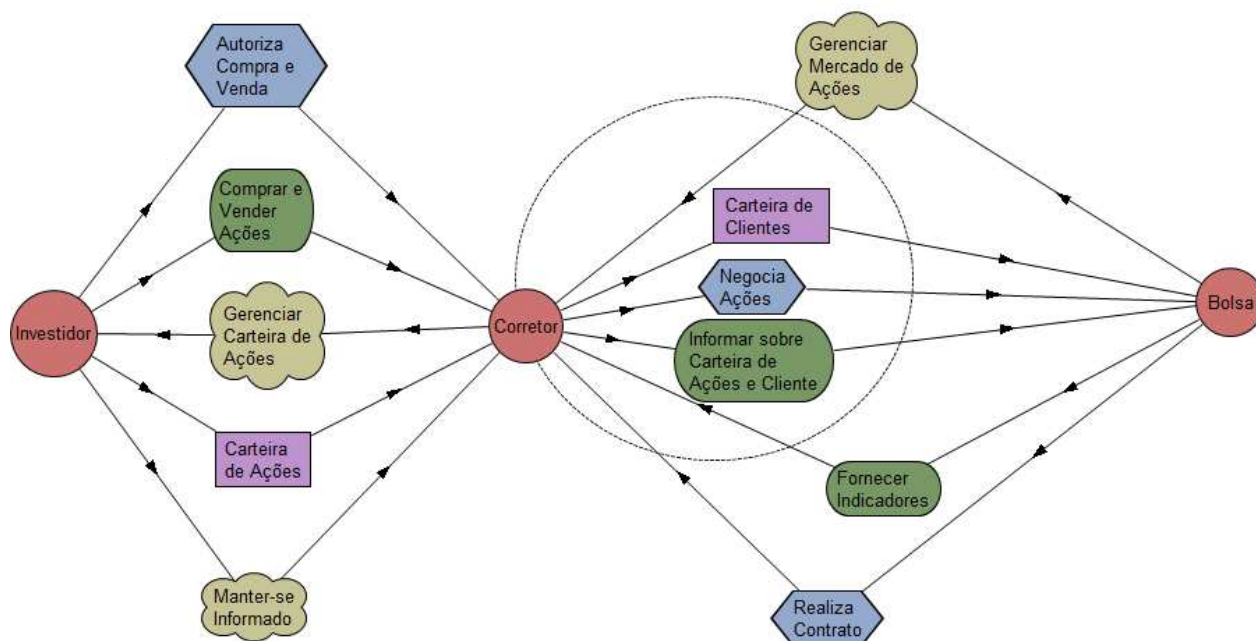 Autoriza
Compra e
Venda
Gerenciar
Mercado de
Ações
Comprar e
Vender
Ações
Carteira de
Clientes
Negocia
Ações
Investidor
Gerenciar
Carteira de
Ações
Corretor
Bolsa
Informar sobre
Carteira de
Ações e Cliente
Carteira
de Ações
Fornecer
Indicadores
Manter-se
Informado
Realiza
Contrato